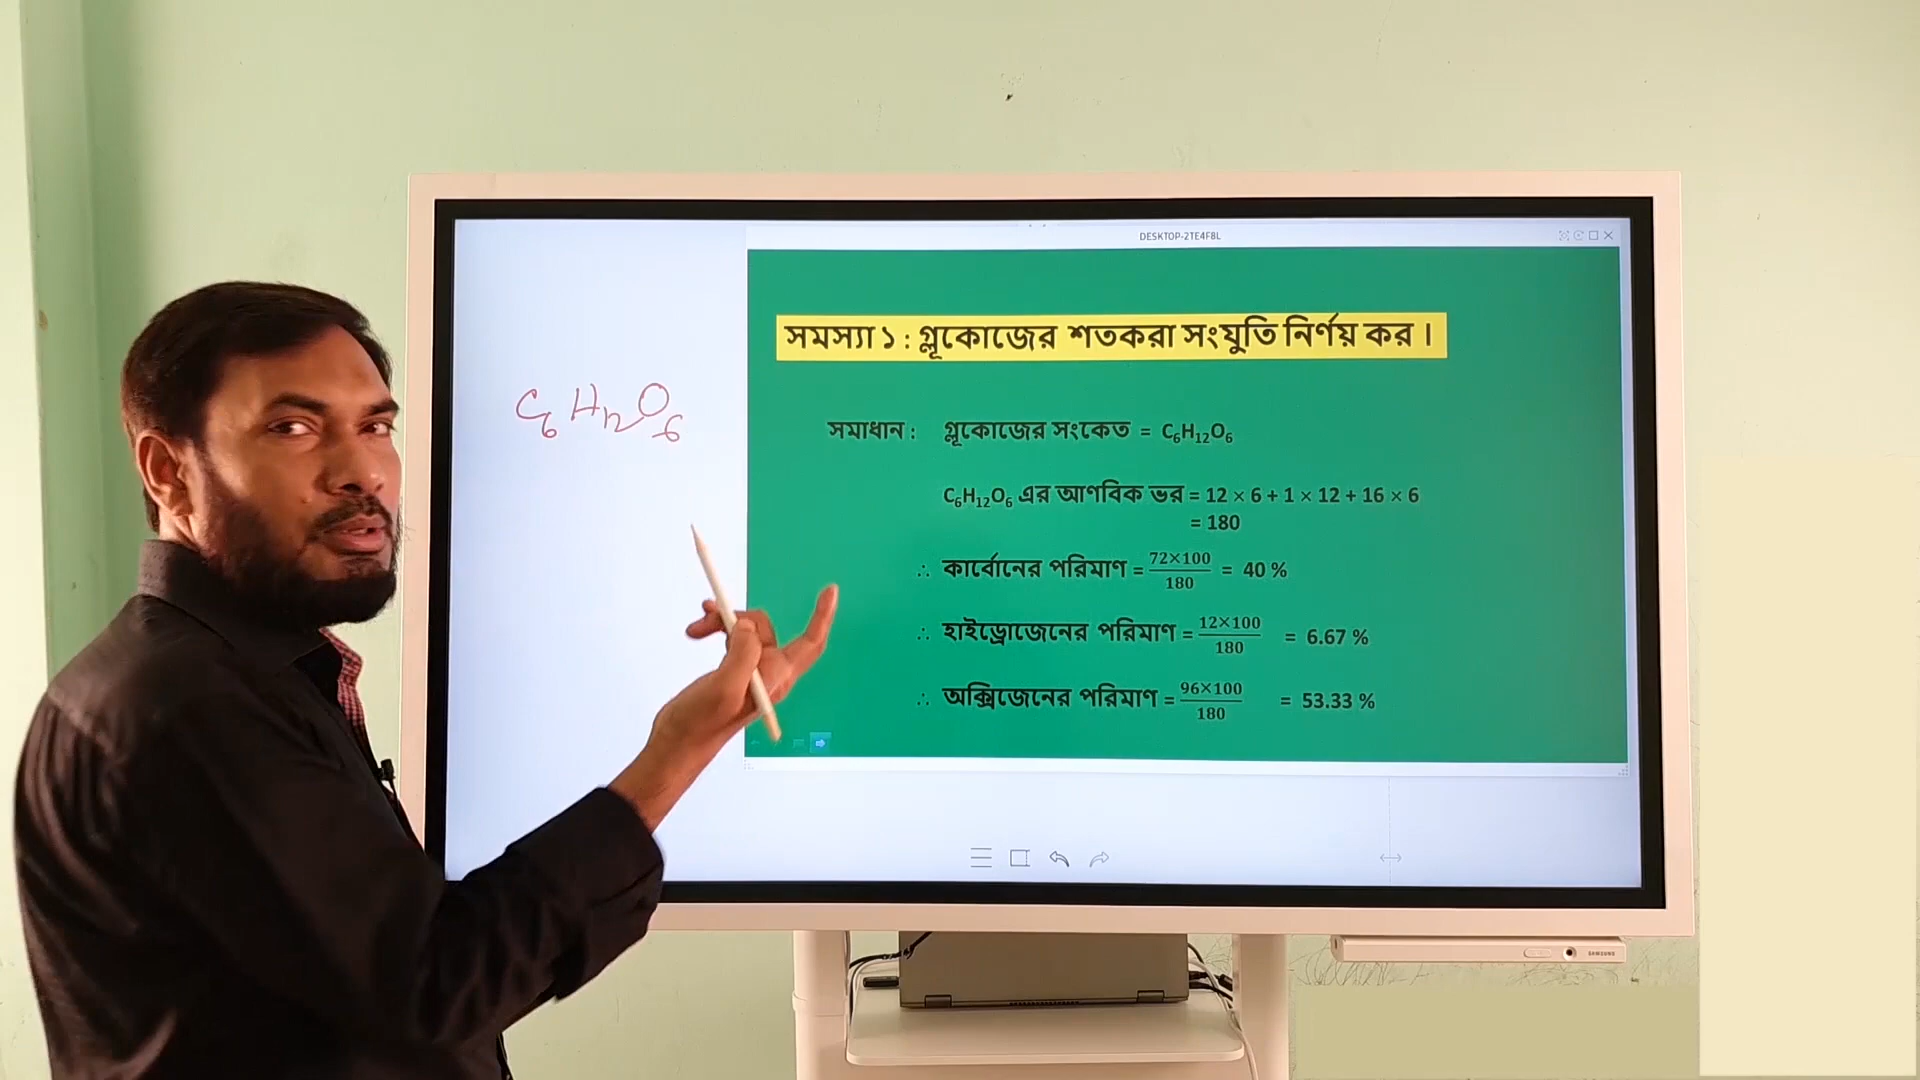 DESKTOP-2TE4FBL
সমস্যা ১ : গ্লূকোজের শতকরা সংযুতি নির্ণয় কর ।
C₆H₁₂O₆
সমাধান : গ্লূকোজের সংকেত = C₆H₁₂O₆
C₆H₁₂O₆ এর আণবিক ভর = 12 × 6 + 1 × 12 + 16 × 6
= 180
∴ কার্বোনের পরিমাণ = 72×100/180 = 40 %
∴ হাইড্রোজেনের পরিমাণ = 12×100/180 = 6.67 %
∴ অক্সিজেনের পরিমাণ = 96×100/180 = 53.33 %
SAMSUNG